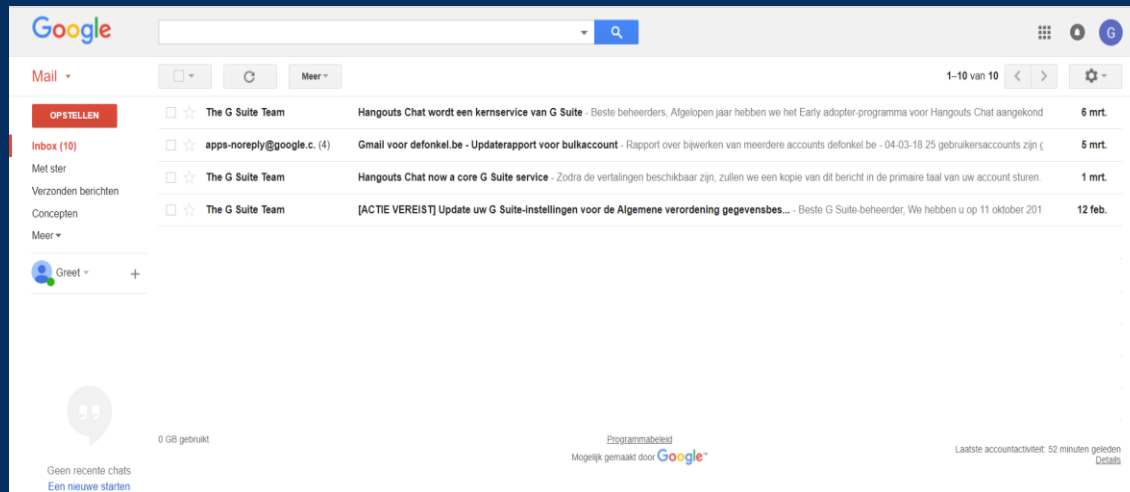 Google
G
Mail
Meer
1–10 van 10
OPSTELLEN
The G Suite Team Hangouts Chat wordt een kernservice van G Suite - Beste beheerders, Afgelopen jaar hebben we het Early adopter-programma voor Hangouts Chat aangekond 6 mrt.
Inbox (10)
apps-noreply@google.c. (4) Gmail voor defonkel.be - Updaterapport voor bulkaccount - Rapport over bijwerken van meerdere accounts defonkel.be - 04-03-18 25 gebruikersaccounts zijn 5 mrt.
Met ster
The G Suite Team Hangouts Chat now a core G Suite service - Zodra de vertalingen beschikbaar zijn, zullen we een kopie van dit bericht in de primaire taal van uw account sturen. 1 mrt.
Verzonden berichten
Concepten
The G Suite Team [ACTIE VEREIST] Update uw G Suite-instellingen voor de Algemene verordening gegevensbes... - Beste G Suite-beheerder, We hebben u op 11 oktober 201 12 feb.
Meer
Greet +
0 GB gebruikt
Programmabeleid
Mogelijk gemaakt door Google™
Laatste accountactiviteit: 52 minuten geleden
Details
Geen recente chats
Een nieuwe starten